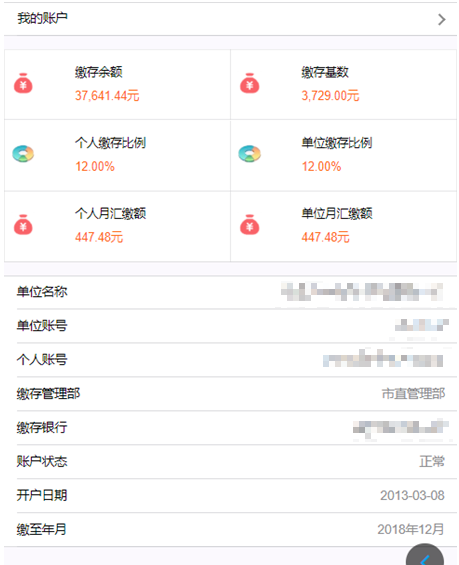 我的账户
缴存余额
37,641.44元
缴存基数
3,729.00元
个人缴存比例
12.00%
单位缴存比例
12.00%
个人月汇缴额
447.48元
单位月汇缴额
447.48元
单位名称
单位账号
个人账号
缴存管理部 市直管理部
缴存银行
账户状态 正常
开户日期 2013-03-08
缴至年月 2018年12月